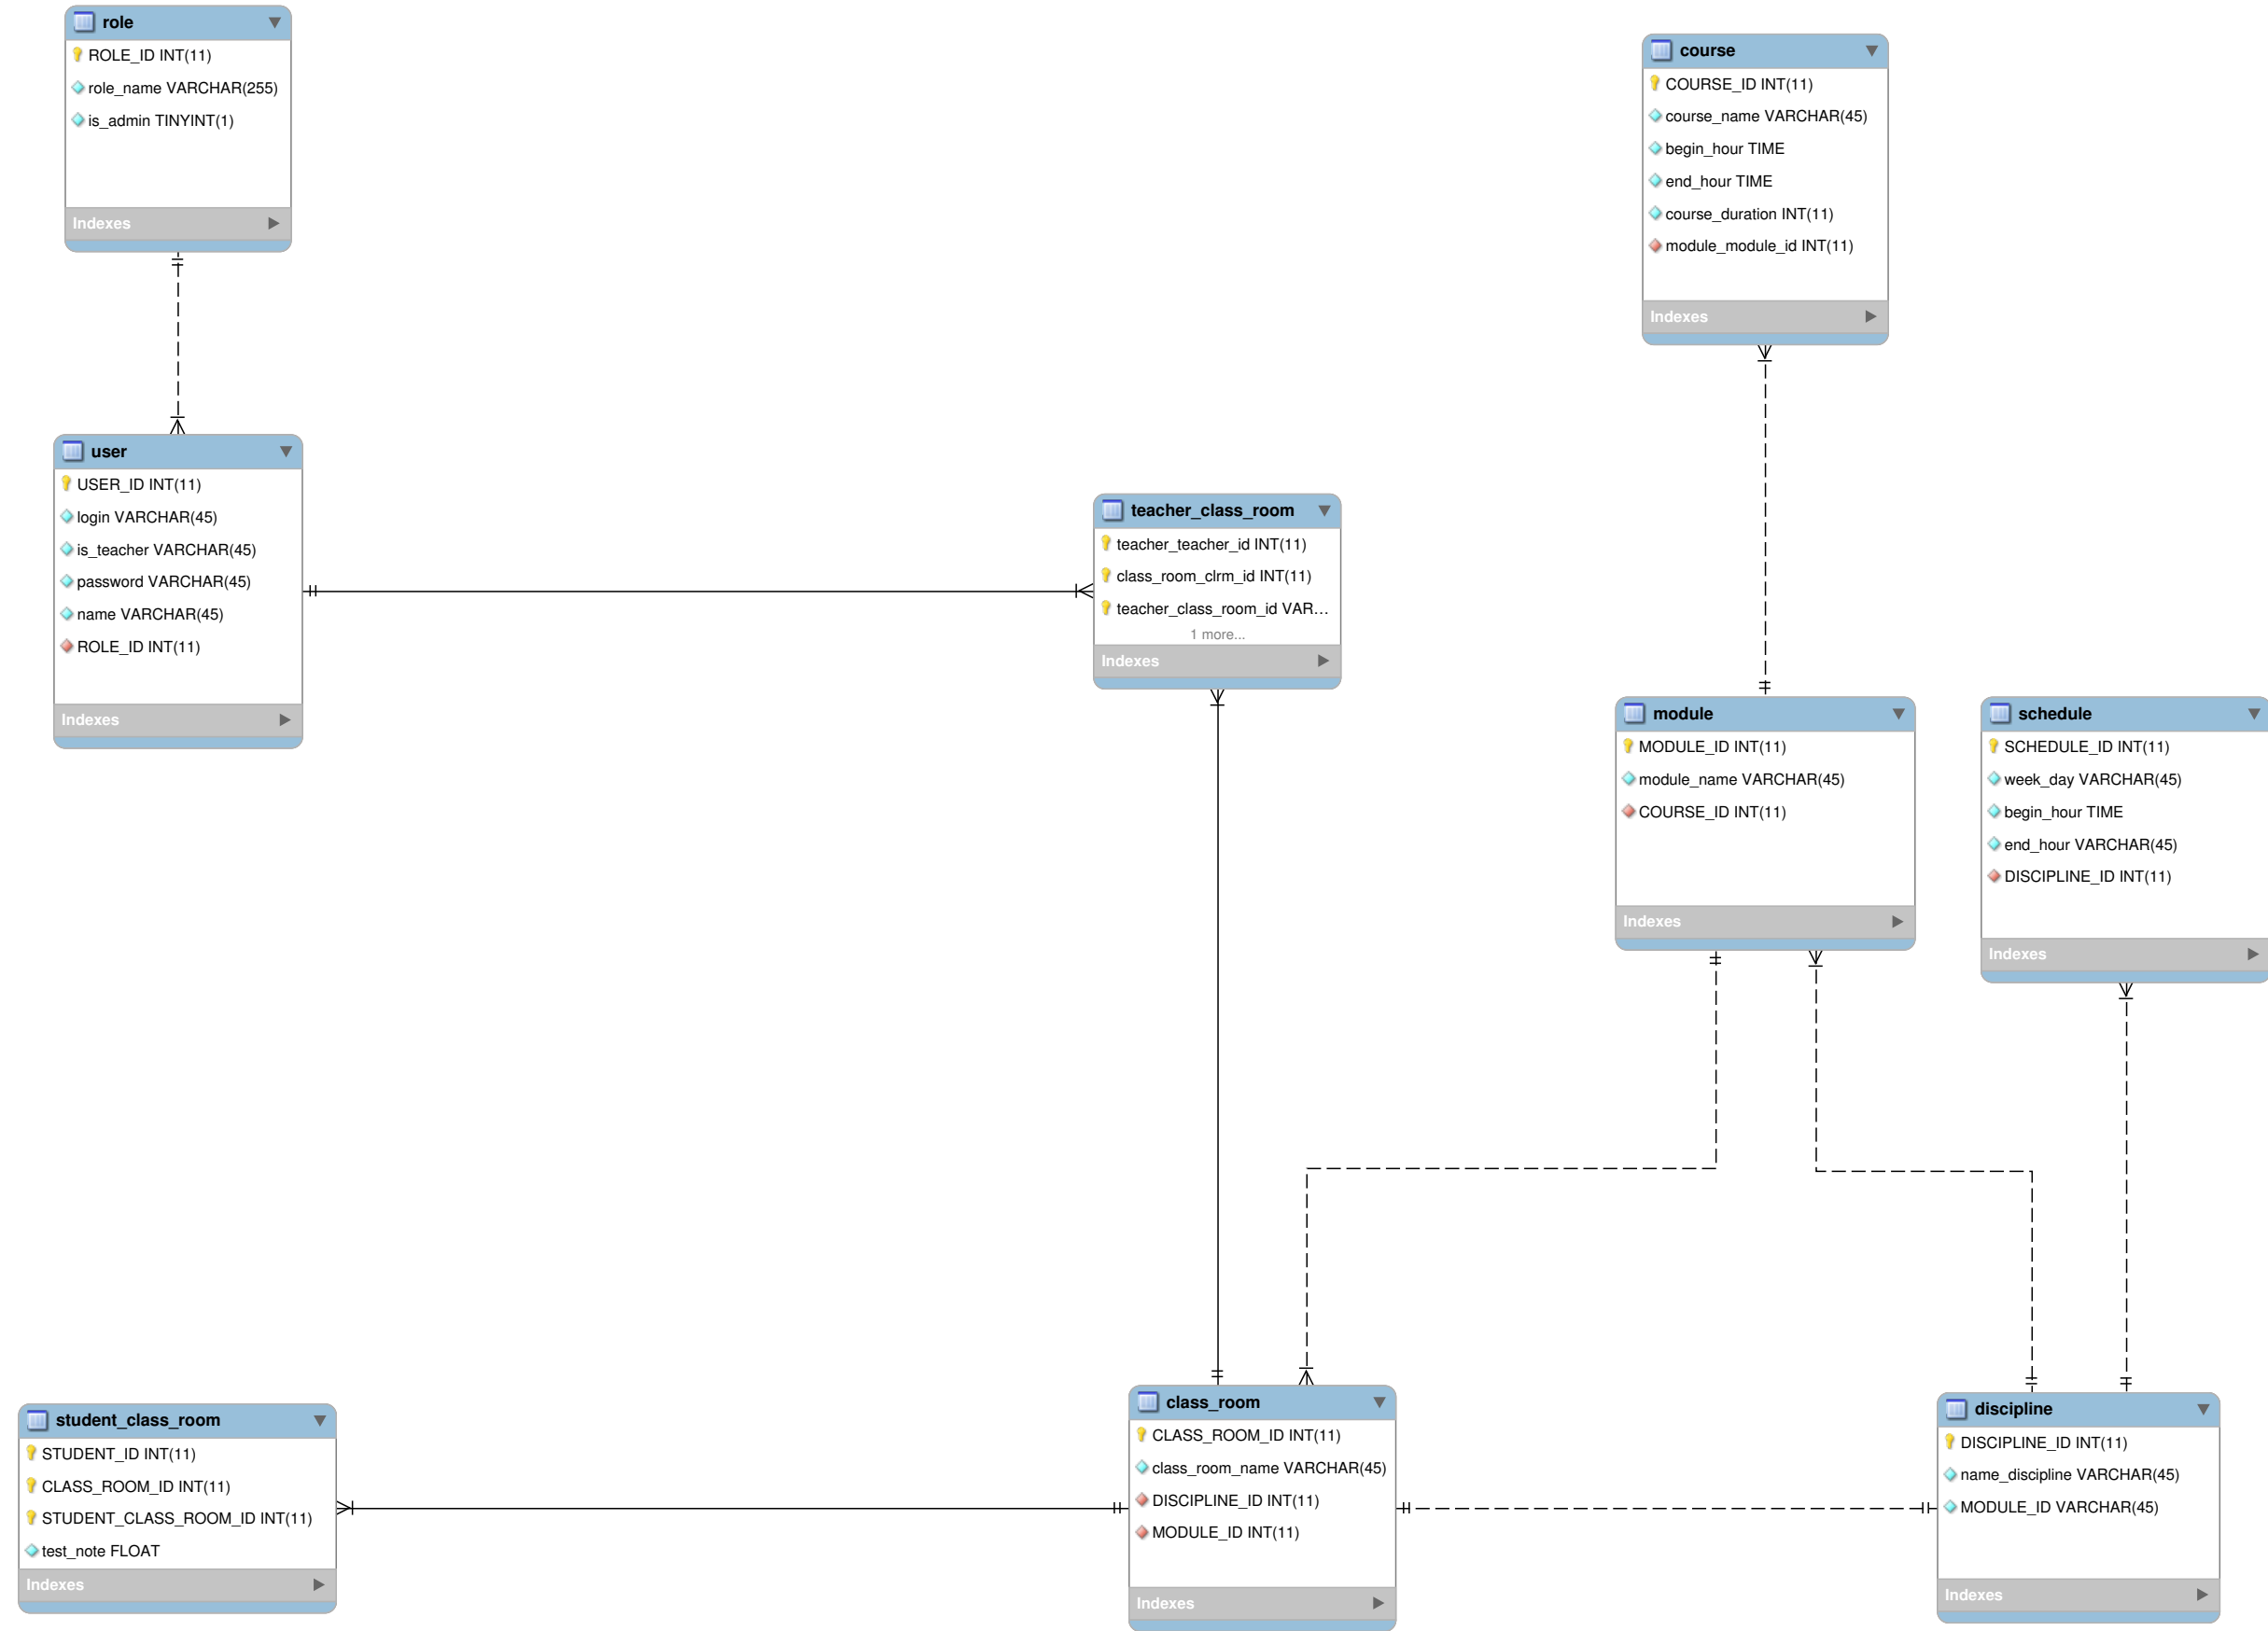 role
ROLE_ID INT(11)
role_name VARCHAR(255)
is_admin TINYINT(1)
Indexes
course
COURSE_ID INT(11)
course_name VARCHAR(45)
begin_hour TIME
end_hour TIME
course_duration INT(11)
module_module_id INT(11)
Indexes
user
USER_ID INT(11)
login VARCHAR(45)
is_teacher VARCHAR(45)
password VARCHAR(45)
name VARCHAR(45)
ROLE_ID INT(11)
Indexes
teacher_class_room
teacher_teacher_id INT(11)
class_room_clrm_id INT(11)
teacher_class_room_id VAR...
1 more...
Indexes
module
MODULE_ID INT(11)
module_name VARCHAR(45)
COURSE_ID INT(11)
Indexes
schedule
SCHEDULE_ID INT(11)
week_day VARCHAR(45)
begin_hour TIME
end_hour VARCHAR(45)
DISCIPLINE_ID INT(11)
Indexes
student_class_room
STUDENT_ID INT(11)
CLASS_ROOM_ID INT(11)
STUDENT_CLASS_ROOM_ID INT(11)
test_note FLOAT
Indexes
class_room
CLASS_ROOM_ID INT(11)
class_room_name VARCHAR(45)
DISCIPLINE_ID INT(11)
MODULE_ID INT(11)
Indexes
discipline
DISCIPLINE_ID INT(11)
name_discipline VARCHAR(45)
MODULE_ID VARCHAR(45)
Indexes